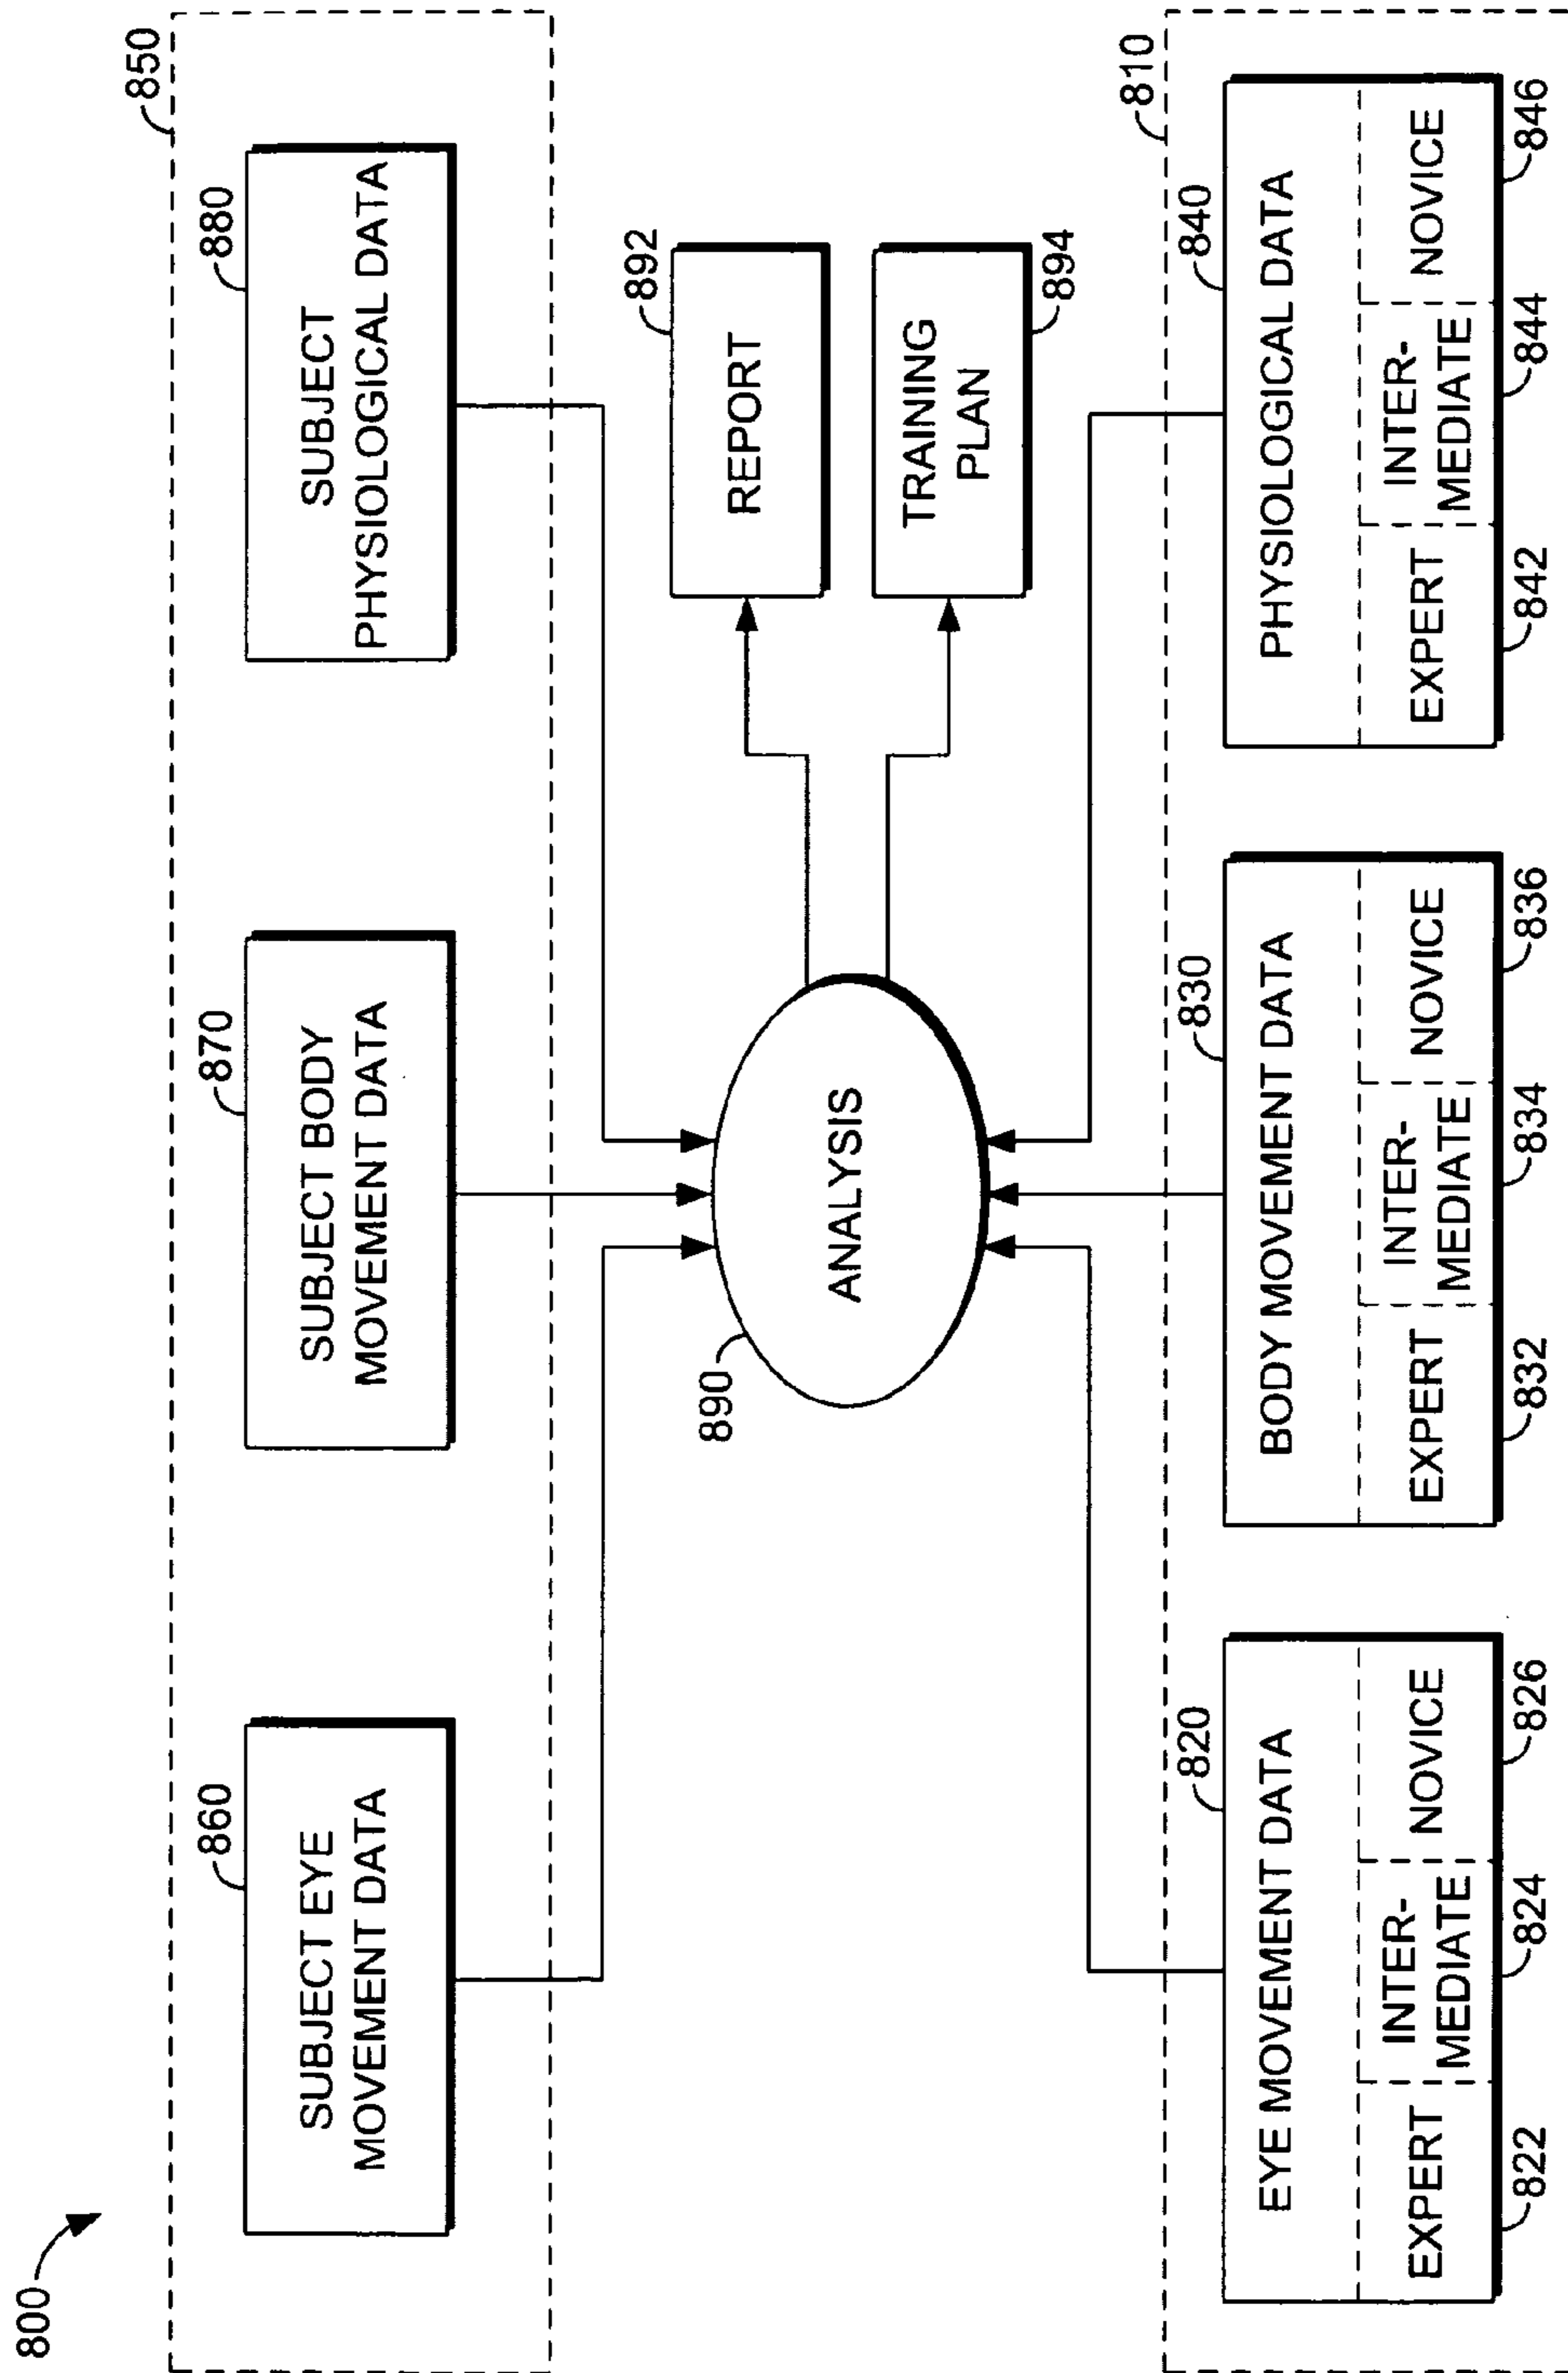 800
850
860
870
880
SUBJECT EYE
MOVEMENT DATA
SUBJECT BODY
MOVEMENT DATA
SUBJECT
PHYSIOLOGICAL DATA
890
ANALYSIS
892
REPORT
TRAINING
PLAN
894
810
820
EYE MOVEMENT DATA
EXPERT
INTER-
MEDIATE
NOVICE
822
824
826
830
BODY MOVEMENT DATA
EXPERT
INTER-
MEDIATE
NOVICE
832
834
836
840
PHYSIOLOGICAL DATA
EXPERT
INTER-
MEDIATE
NOVICE
842
844
846